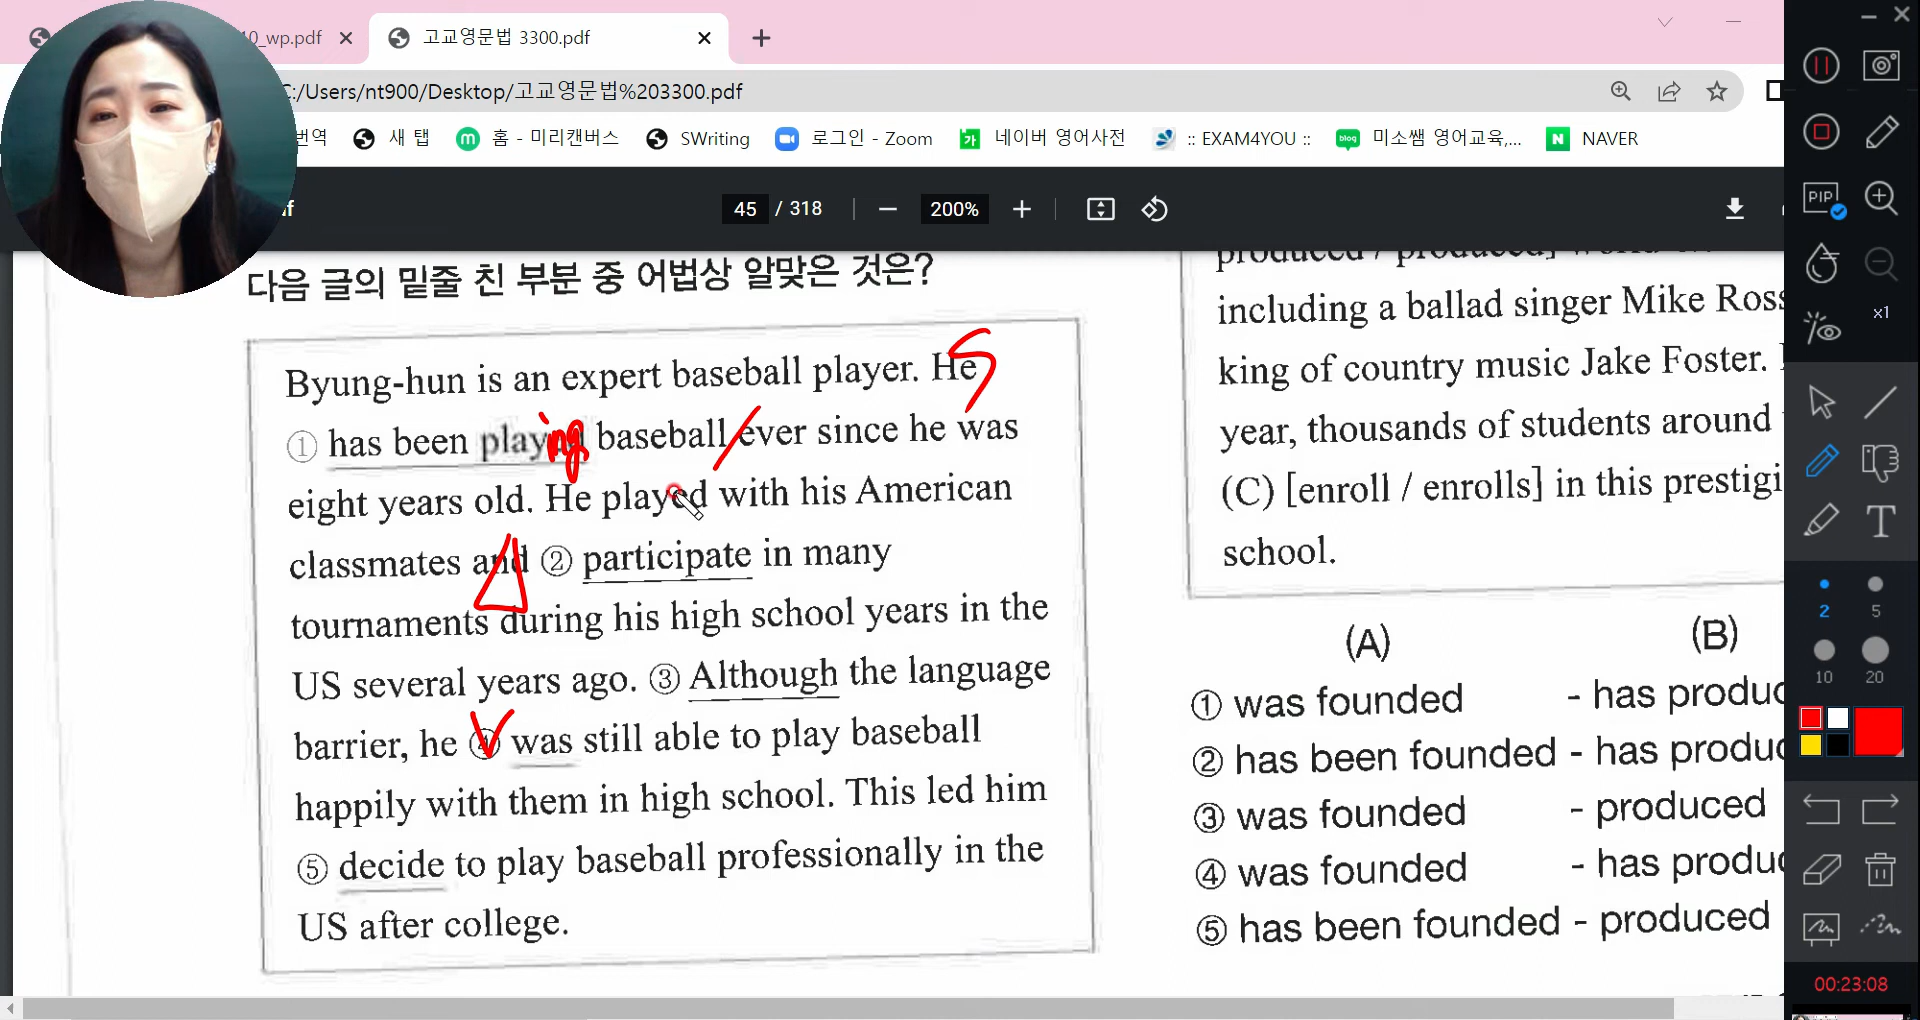 10_wp.pdf
고교영문법 3300.pdf
C:/Users/nt900/Desktop/고교영문법%203300.pdf
번역 새 탭 홈 - 미리캔버스 SWriting 로그인 - Zoom 네이버 영어사전 :: EXAM4YOU :: 미소쌤 영어교육,... NAVER
df 45 / 318 200%
다음 글의 밑줄 친 부분 중 어법상 알맞은 것은?
Byung-hun is an expert baseball player. He
① has been playing baseball ever since he was
eight years old. He played with his American
classmates and ② participate in many
tournaments during his high school years in the
US several years ago. ③ Although the language
barrier, he ④ was still able to play baseball
happily with them in high school. This led him
⑤ decide to play baseball professionally in the
US after college.
S
produced / produced]
including a ballad singer Mike Ross
king of country music Jake Foster.
year, thousands of students around
(C) [enroll / enrolls] in this prestigi
school.
(A) (B)
① was founded - has produc
② has been founded - has produc
③ was founded - produced
④ was founded - has produc
⑤ has been founded - produced
PIP
x1
T
2 5
10 20
00:23:08